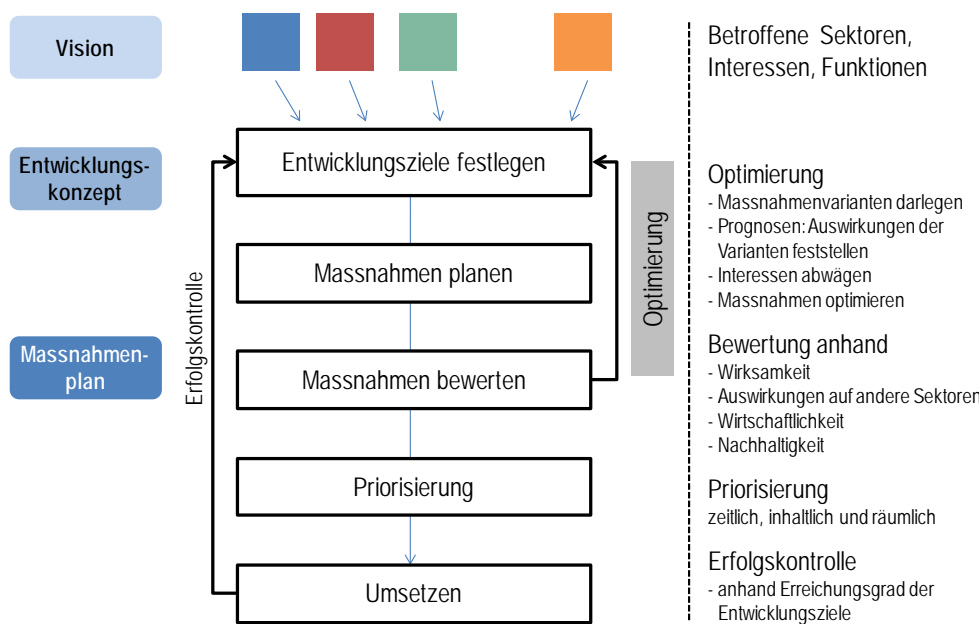 Vision
Entwicklungs-
konzept
Massnahmen-
plan
Erfolgskontrolle
Entwicklungsziele festlegen
Massnahmen planen
Massnahmen bewerten
Priorisierung
Umsetzen
Optimierung
Betroffene Sektoren,
Interessen, Funktionen
Optimierung
- Massnahmenvarianten darlegen
- Prognosen: Auswirkungen der
Varianten feststellen
- Interessen abwägen
- Massnahmen optimieren
Bewertung anhand
- Wirksamkeit
- Auswirkungen auf andere Sektoren
- Wirtschaftlichkeit
- Nachhaltigkeit
Priorisierung
zeitlich, inhaltlich und räumlich
Erfolgskontrolle
- anhand Erreichungsgrad der
Entwicklungsziele